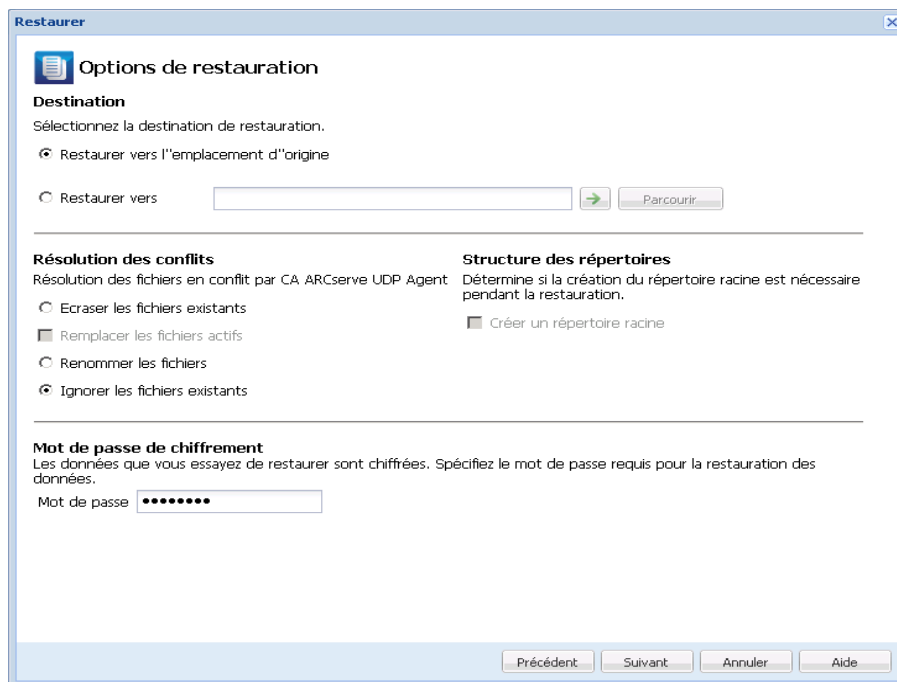 Restaurer
Options de restauration
Destination
Sélectionnez la destination de restauration.
Restaurer vers l''emplacement d''origine
Restaurer vers
Parcourir
Résolution des conflits
Résolution des fichiers en conflit par CA ARCserve UDP Agent
Ecraser les fichiers existants
Remplacer les fichiers actifs
Renommer les fichiers
Ignorer les fichiers existants
Structure des répertoires
Détermine si la création du répertoire racine est nécessaire
pendant la restauration.
Créer un répertoire racine
Mot de passe de chiffrement
Les données que vous essayez de restaurer sont chiffrées. Spécifiez le mot de passe requis pour la restauration des
données.
Mot de passe ••••••••
Précédent
Suivant
Annuler
Aide